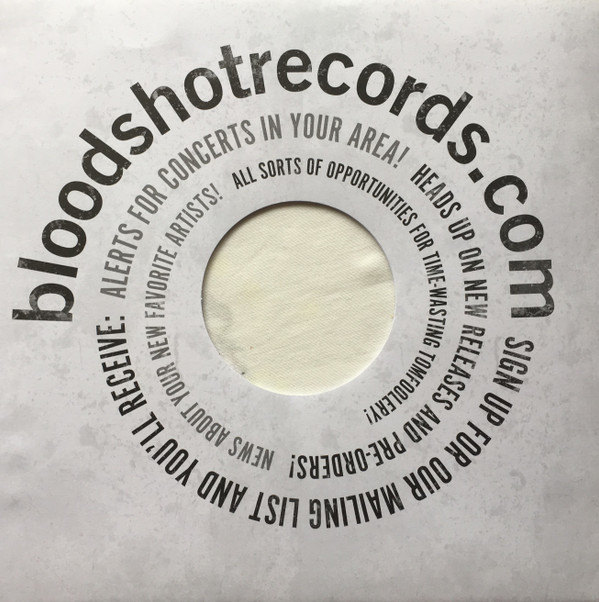 bloodshotrecords.com
SIGN UP FOR OUR MAILING LIST AND YOU'LL RECEIVE:
ALERTS FOR CONCERTS IN YOUR AREA!
HEADS UP ON NEW RELEASES AND PRE-ORDERS!
NEWS ABOUT YOUR NEW FAVORITE ARTISTS!
ALL SORTS OF OPPORTUNITIES FOR TIME-WASTING TOMFOOLERY!